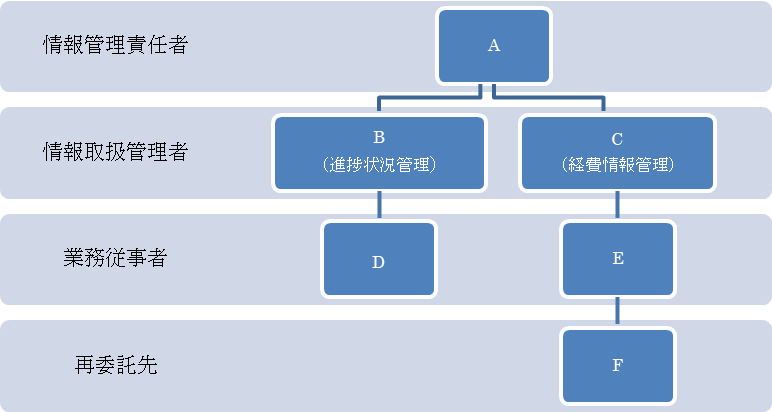 情報管理責任者
A
情報取扱管理者
B
（進捗状況管理）
C
（経費情報管理）
業務従事者
D
E
再委託先
F